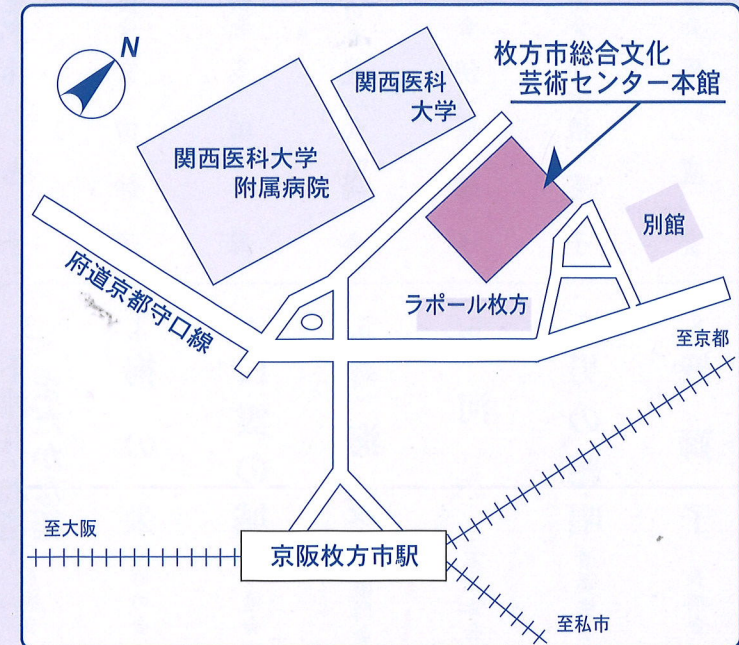 N
枚方市総合文化
芸術センター本館
関西医科
大学
関西医科大学
附属病院
別館
府道京都守口線
ラポール枚方
至京都
至大阪
京阪枚方市駅
至私市